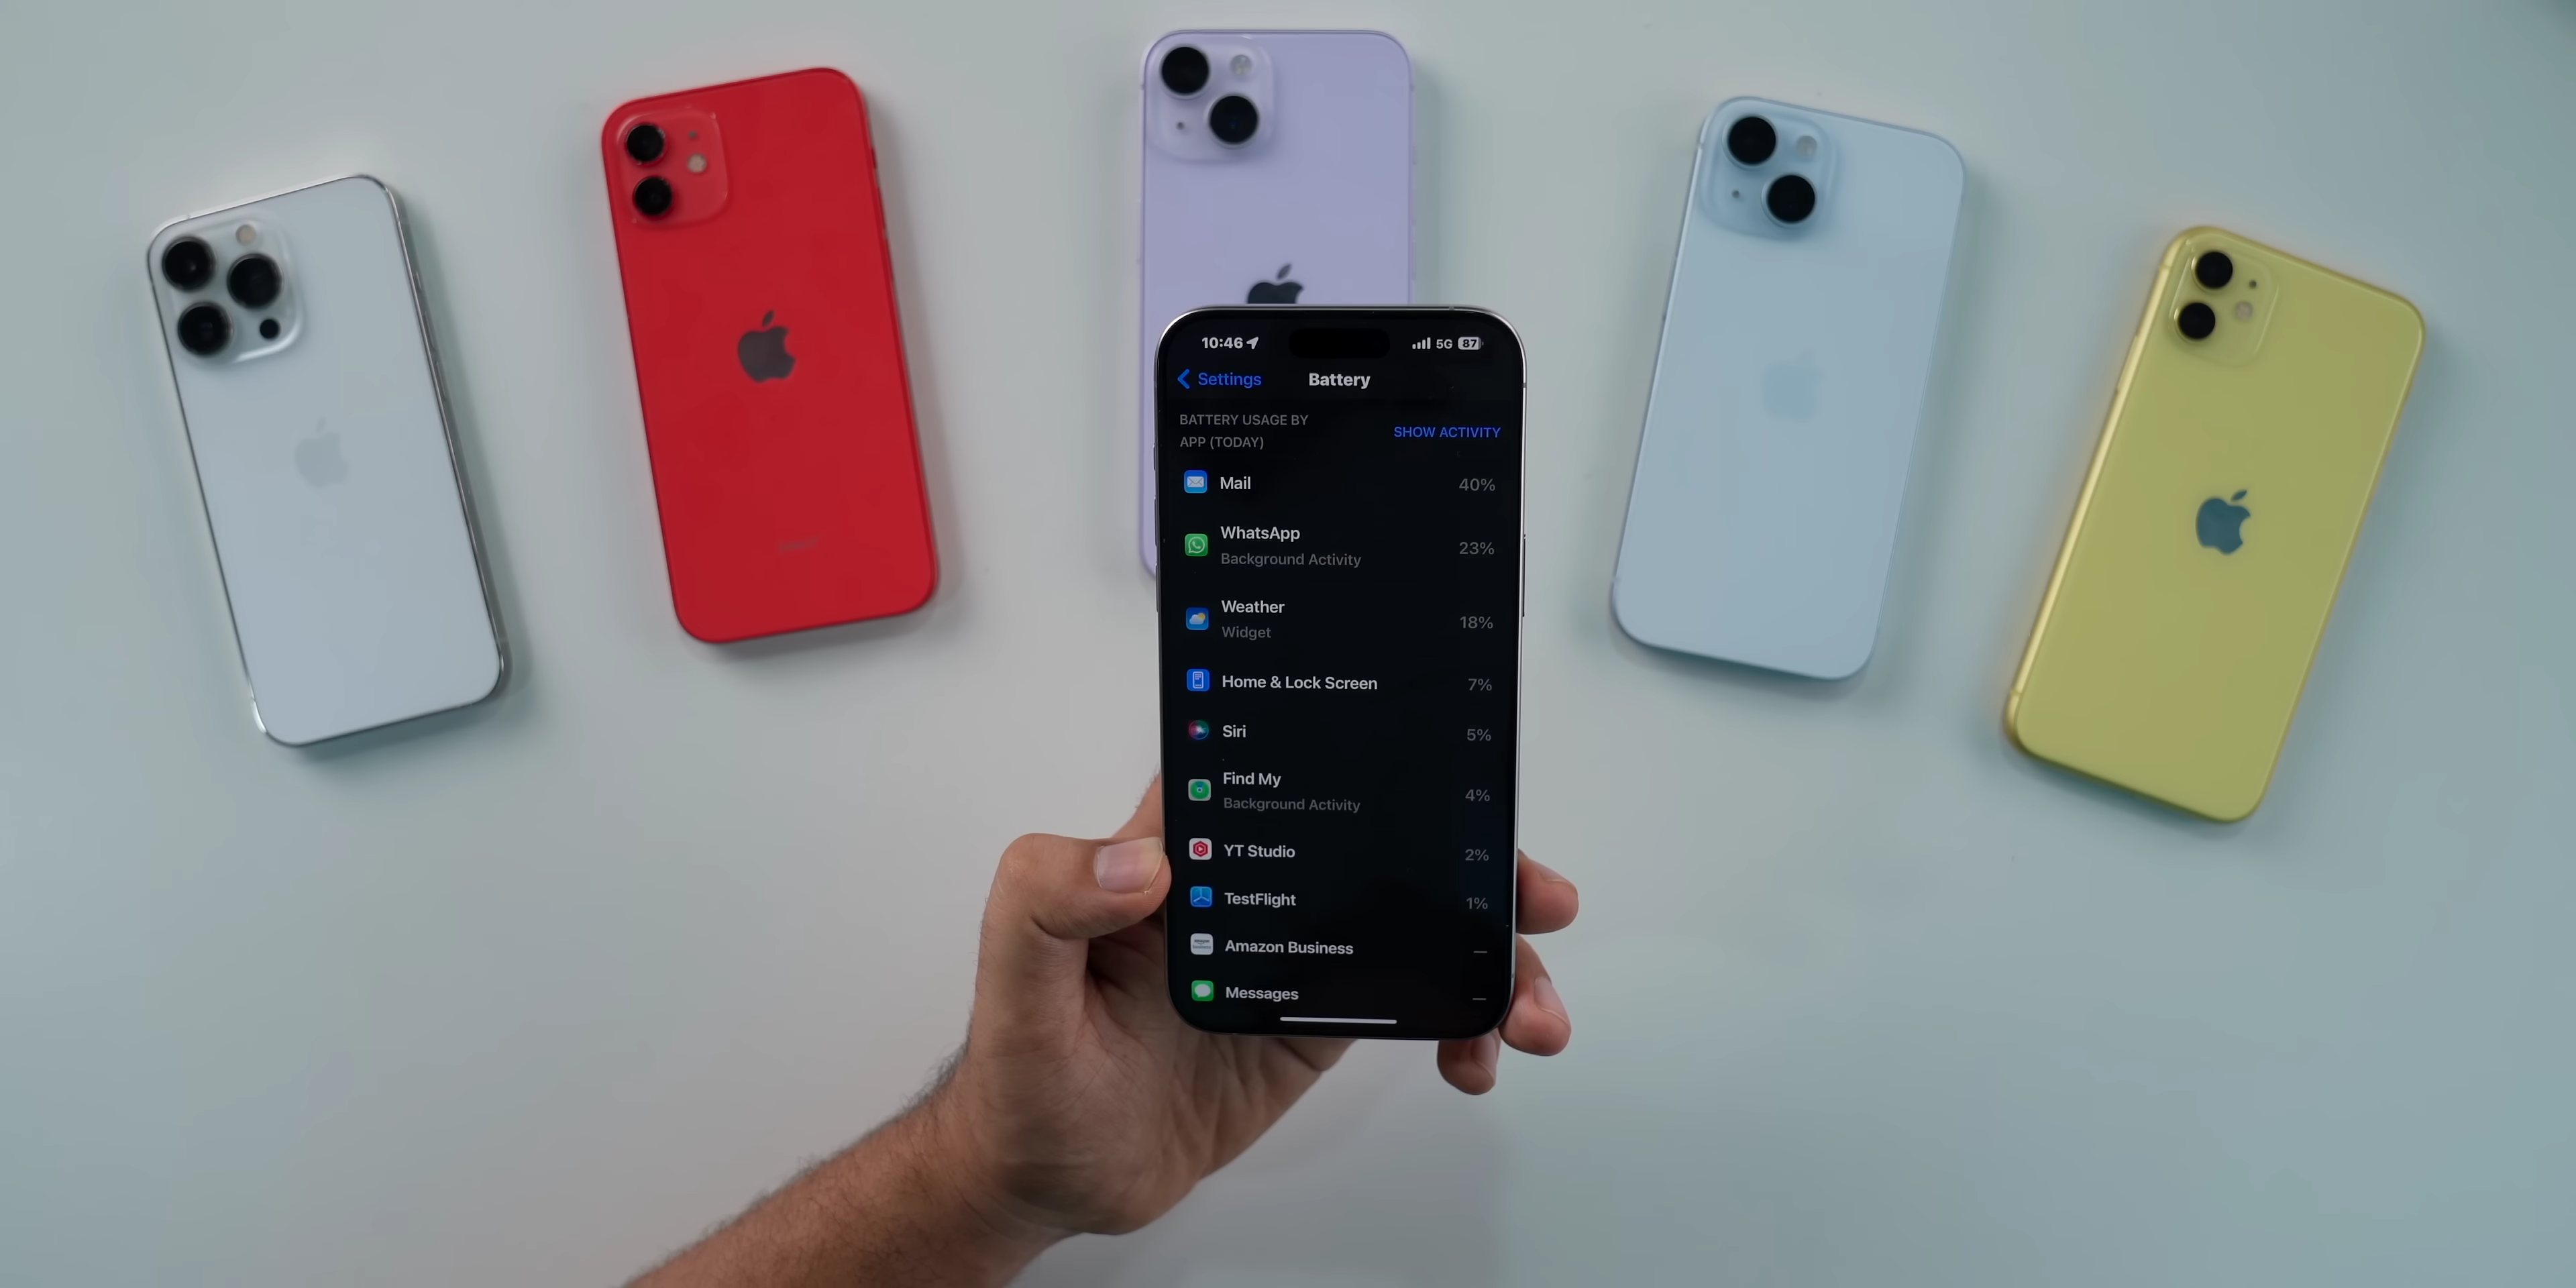 10:46 5G 87
Settings Battery
BATTERY USAGE BY
APP (TODAY) SHOW ACTIVITY
Mail 40%
WhatsApp
Background Activity 23%
Weather
Widget 18%
Home & Lock Screen 7%
Siri 5%
Find My
Background Activity 4%
YT Studio 2%
TestFlight 1%
Amazon Business –
Messages –